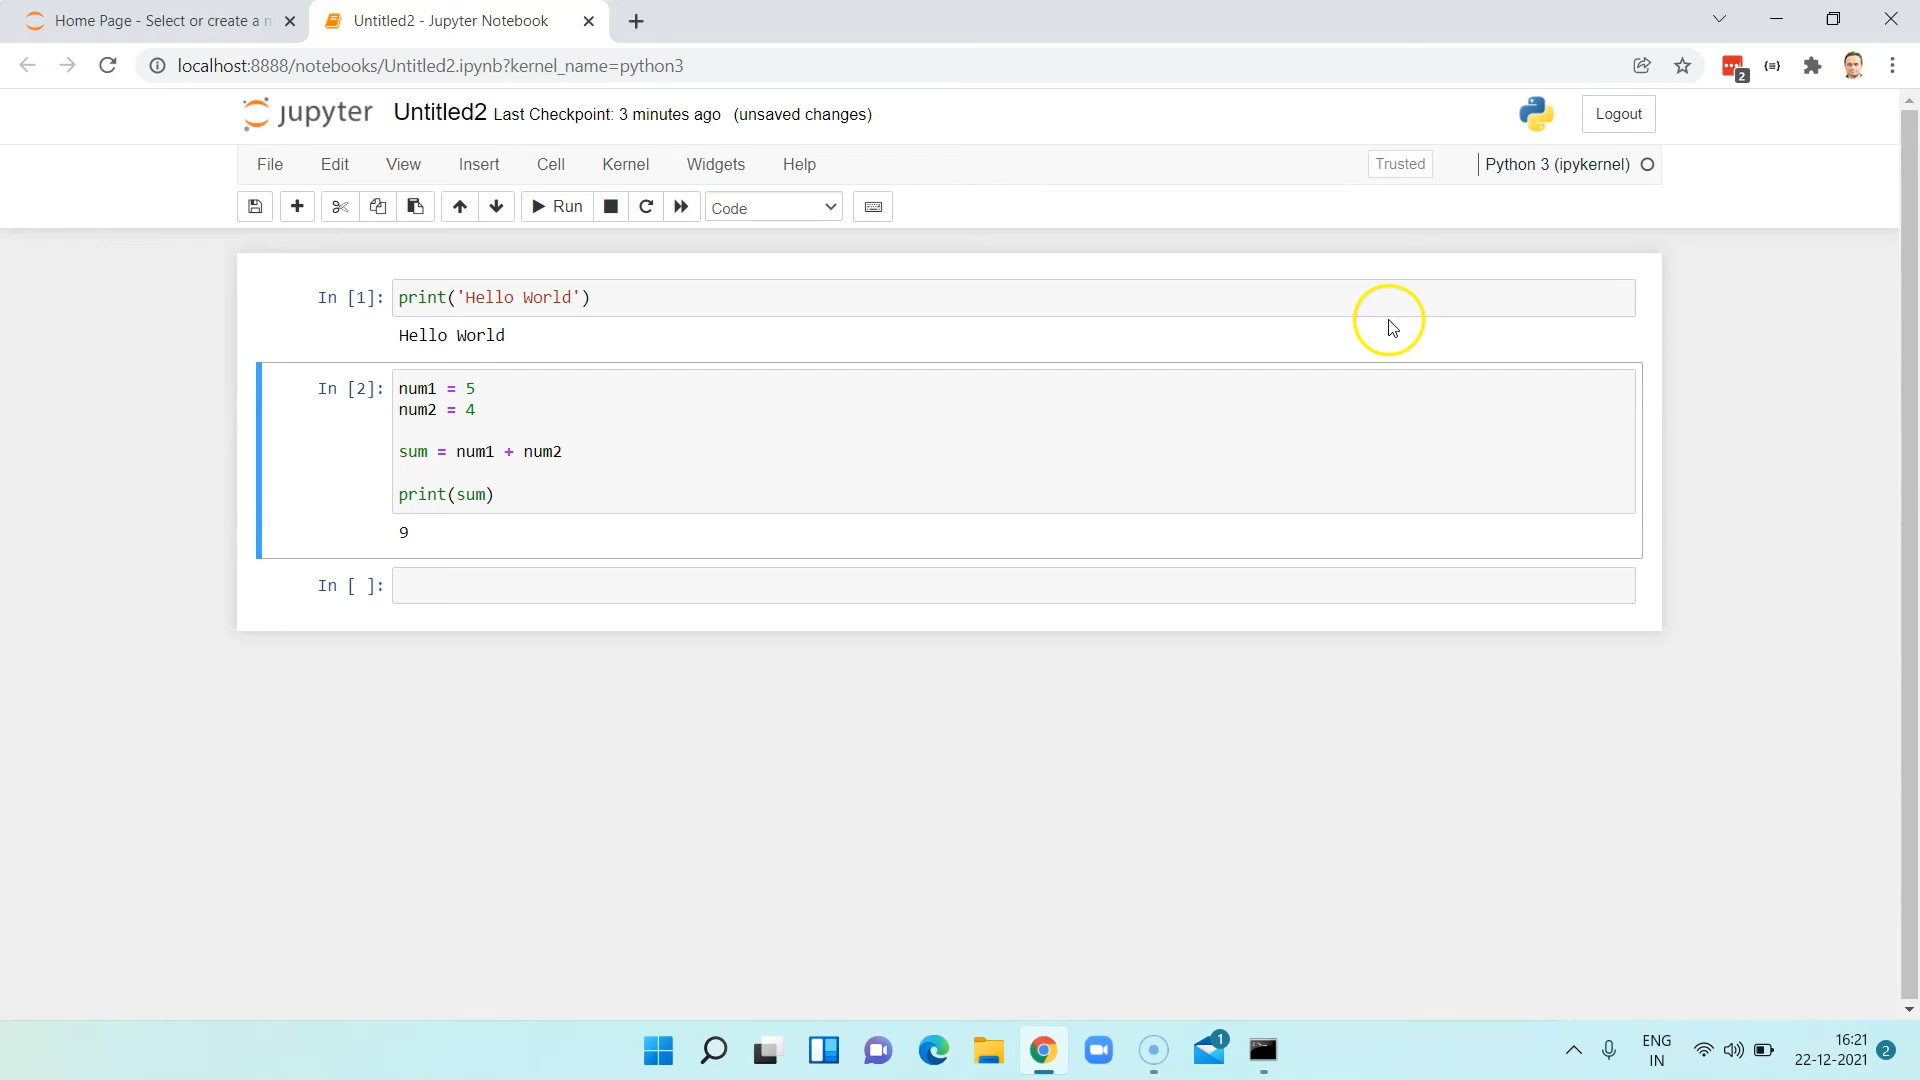 Home Page - Select or create a n
Untitled2 - Jupyter Notebook
localhost:8888/notebooks/Untitled2.ipynb?kernel_name=python3
2
jupyter Untitled2 Last Checkpoint: 3 minutes ago (unsaved changes)
Logout
File Edit View Insert Cell Kernel Widgets Help
Trusted
Python 3 (ipykernel)
Run
Code
In [1]: print('Hello World')
Hello World
In [2]: num1 = 5
num2 = 4
sum = num1 + num2
print(sum)
9
In [ ]:
1
ENG
IN
16:21
22-12-2021
2